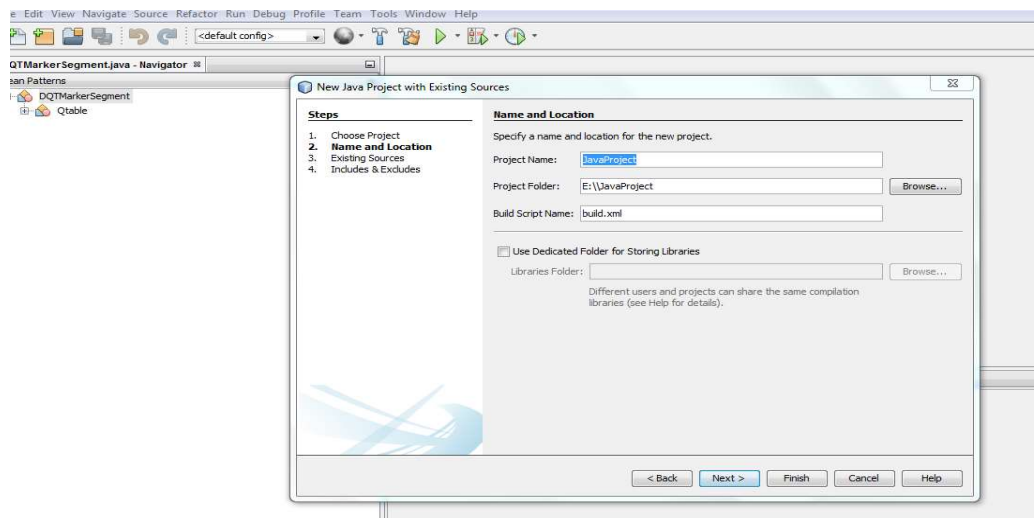 e Edit View Navigate Source Refactor Run Debug Profile Team Tools Window Help
<default config>
QTMarkerSegment.java - Navigator
ean Patterns
DQTMarkerSegment
Qtable
New Java Project with Existing Sources
Steps
1. Choose Project
2. Name and Location
3. Existing Sources
4. Includes & Excludes
Name and Location
Specify a name and location for the new project.
Project Name: JavaProject
Project Folder: E:\\JavaProject
Browse...
Build Script Name: build.xml
Use Dedicated Folder for Storing Libraries
Libraries Folder:
Browse...
Different users and projects can share the same compilation
libraries (see Help for details).
< Back Next > Finish Cancel Help